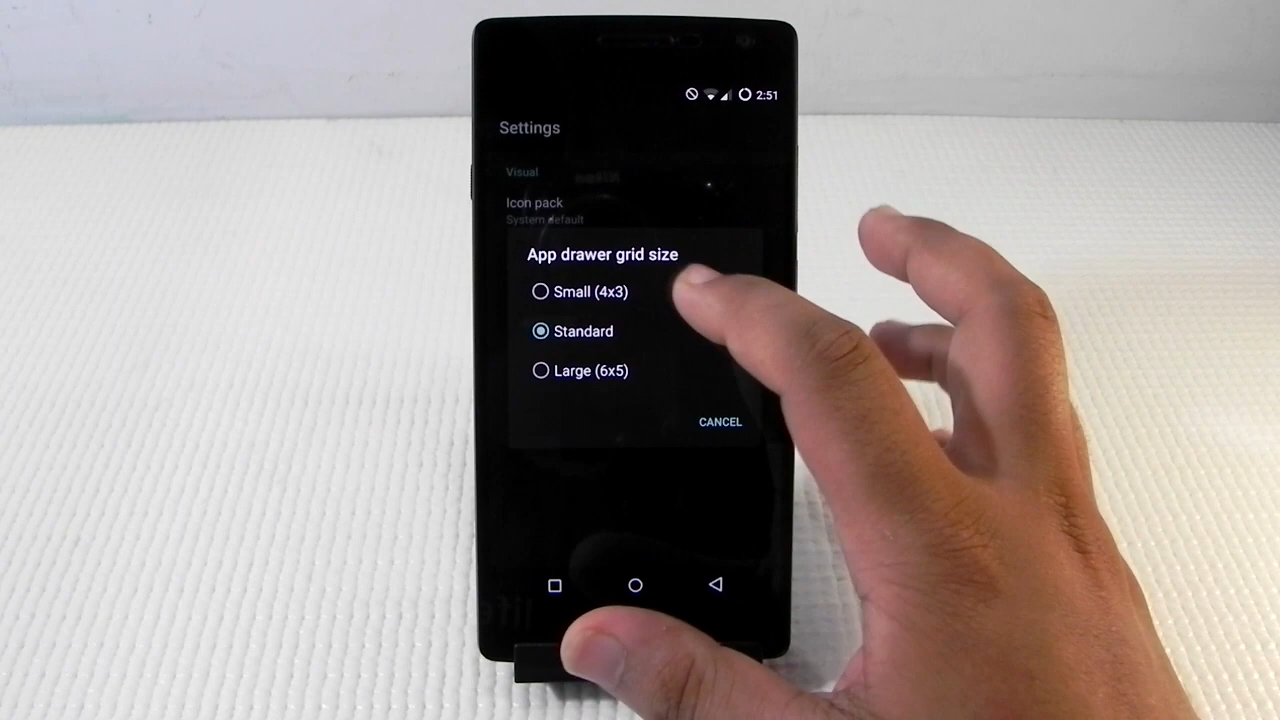 2:51
Settings
Visual
Icon pack
System default
App drawer grid size
Small (4x3)
Standard
Large (6x5)
CANCEL